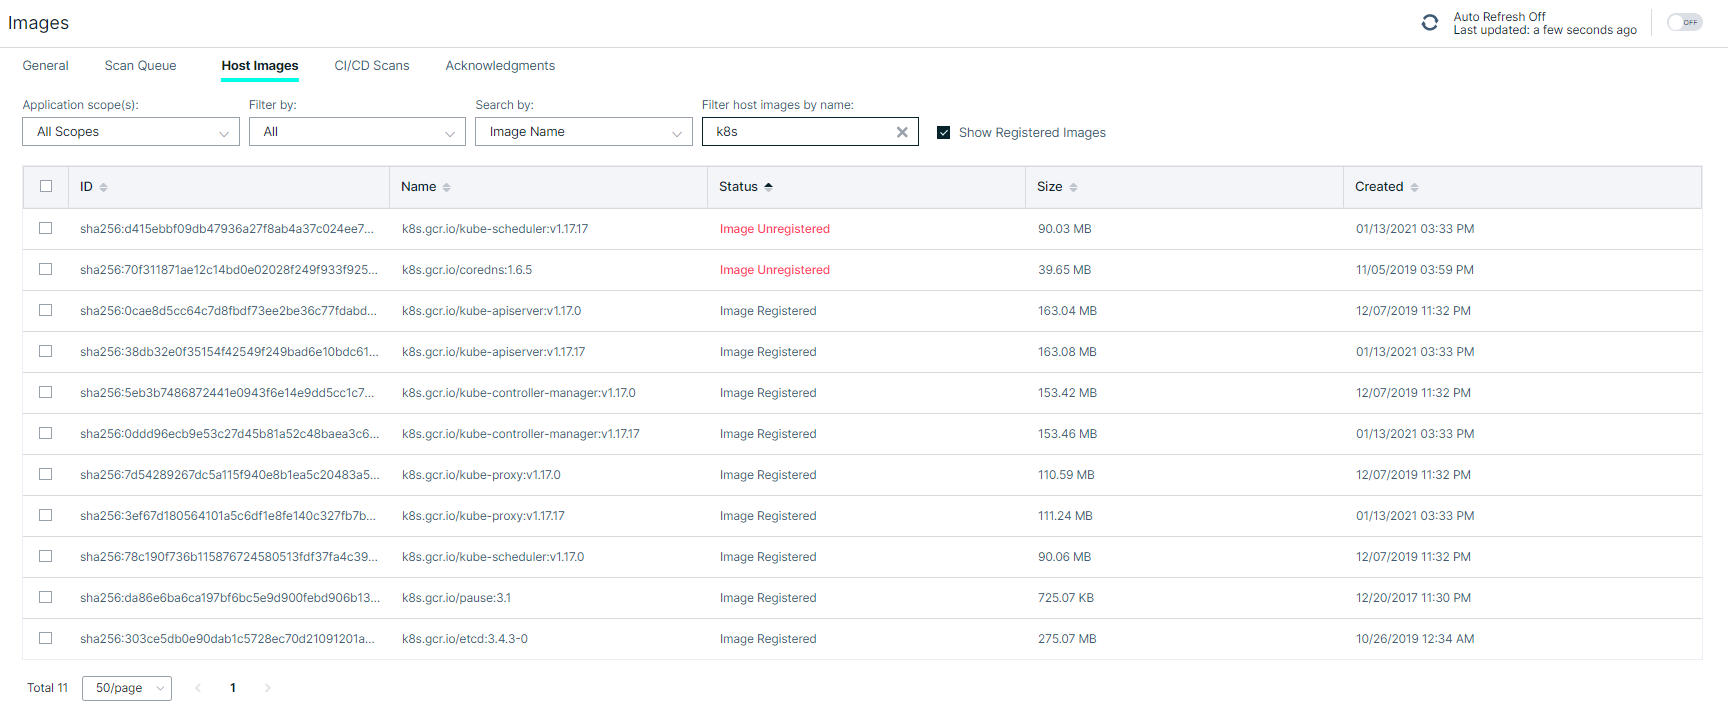 Images
Auto Refresh Off
Last updated: a few seconds ago
OFF
General Scan Queue Host Images CI/CD Scans Acknowledgments
Application scope(s): Filter by: Search by: Filter host images by name:
All Scopes All Image Name k8s Show Registered Images
ID Name Status Size Created
sha256:d415ebbf09db47936a27f8ab4a37c024ee7... k8s.gcr.io/kube-scheduler:v1.17.17 Image Unregistered 90.03 MB 01/13/2021 03:33 PM
sha256:70f311871ae12c14bd0e02028f249f933f925... k8s.gcr.io/coredns:1.6.5 Image Unregistered 39.65 MB 11/05/2019 03:59 PM
sha256:0cae8d5cc64c7d8fbdf73ee2be36c77fdabd... k8s.gcr.io/kube-apiserver:v1.17.0 Image Registered 163.04 MB 12/07/2019 11:32 PM
sha256:38db32e0f35154f42549f249bad6e10bdc61... k8s.gcr.io/kube-apiserver:v1.17.17 Image Registered 163.08 MB 01/13/2021 03:33 PM
sha256:5eb3b7486872441e0943f6e14e9dd5cc1c7... k8s.gcr.io/kube-controller-manager:v1.17.0 Image Registered 153.42 MB 12/07/2019 11:32 PM
sha256:0ddd96ecb9e53c27d45b81a52c48baea3c6... k8s.gcr.io/kube-controller-manager:v1.17.17 Image Registered 153.46 MB 01/13/2021 03:33 PM
sha256:7d54289267dc5a115f940e8b1ea5c20483a5... k8s.gcr.io/kube-proxy:v1.17.0 Image Registered 110.59 MB 12/07/2019 11:32 PM
sha256:3ef67d180564101a5c6df1e8fe140c327fb7b... k8s.gcr.io/kube-proxy:v1.17.17 Image Registered 111.24 MB 01/13/2021 03:33 PM
sha256:78c190f736b115876724580513fdf37fa4c39... k8s.gcr.io/kube-scheduler:v1.17.0 Image Registered 90.06 MB 12/07/2019 11:32 PM
sha256:da86e6ba6ca197bf6bc5e9d900febd906b13... k8s.gcr.io/pause:3.1 Image Registered 725.07 KB 12/20/2017 11:30 PM
sha256:303ce5db0e90dab1c5728ec70d21091201a... k8s.gcr.io/etcd:3.4.3-0 Image Registered 275.07 MB 10/26/2019 12:34 AM
Total 11 50/page 1